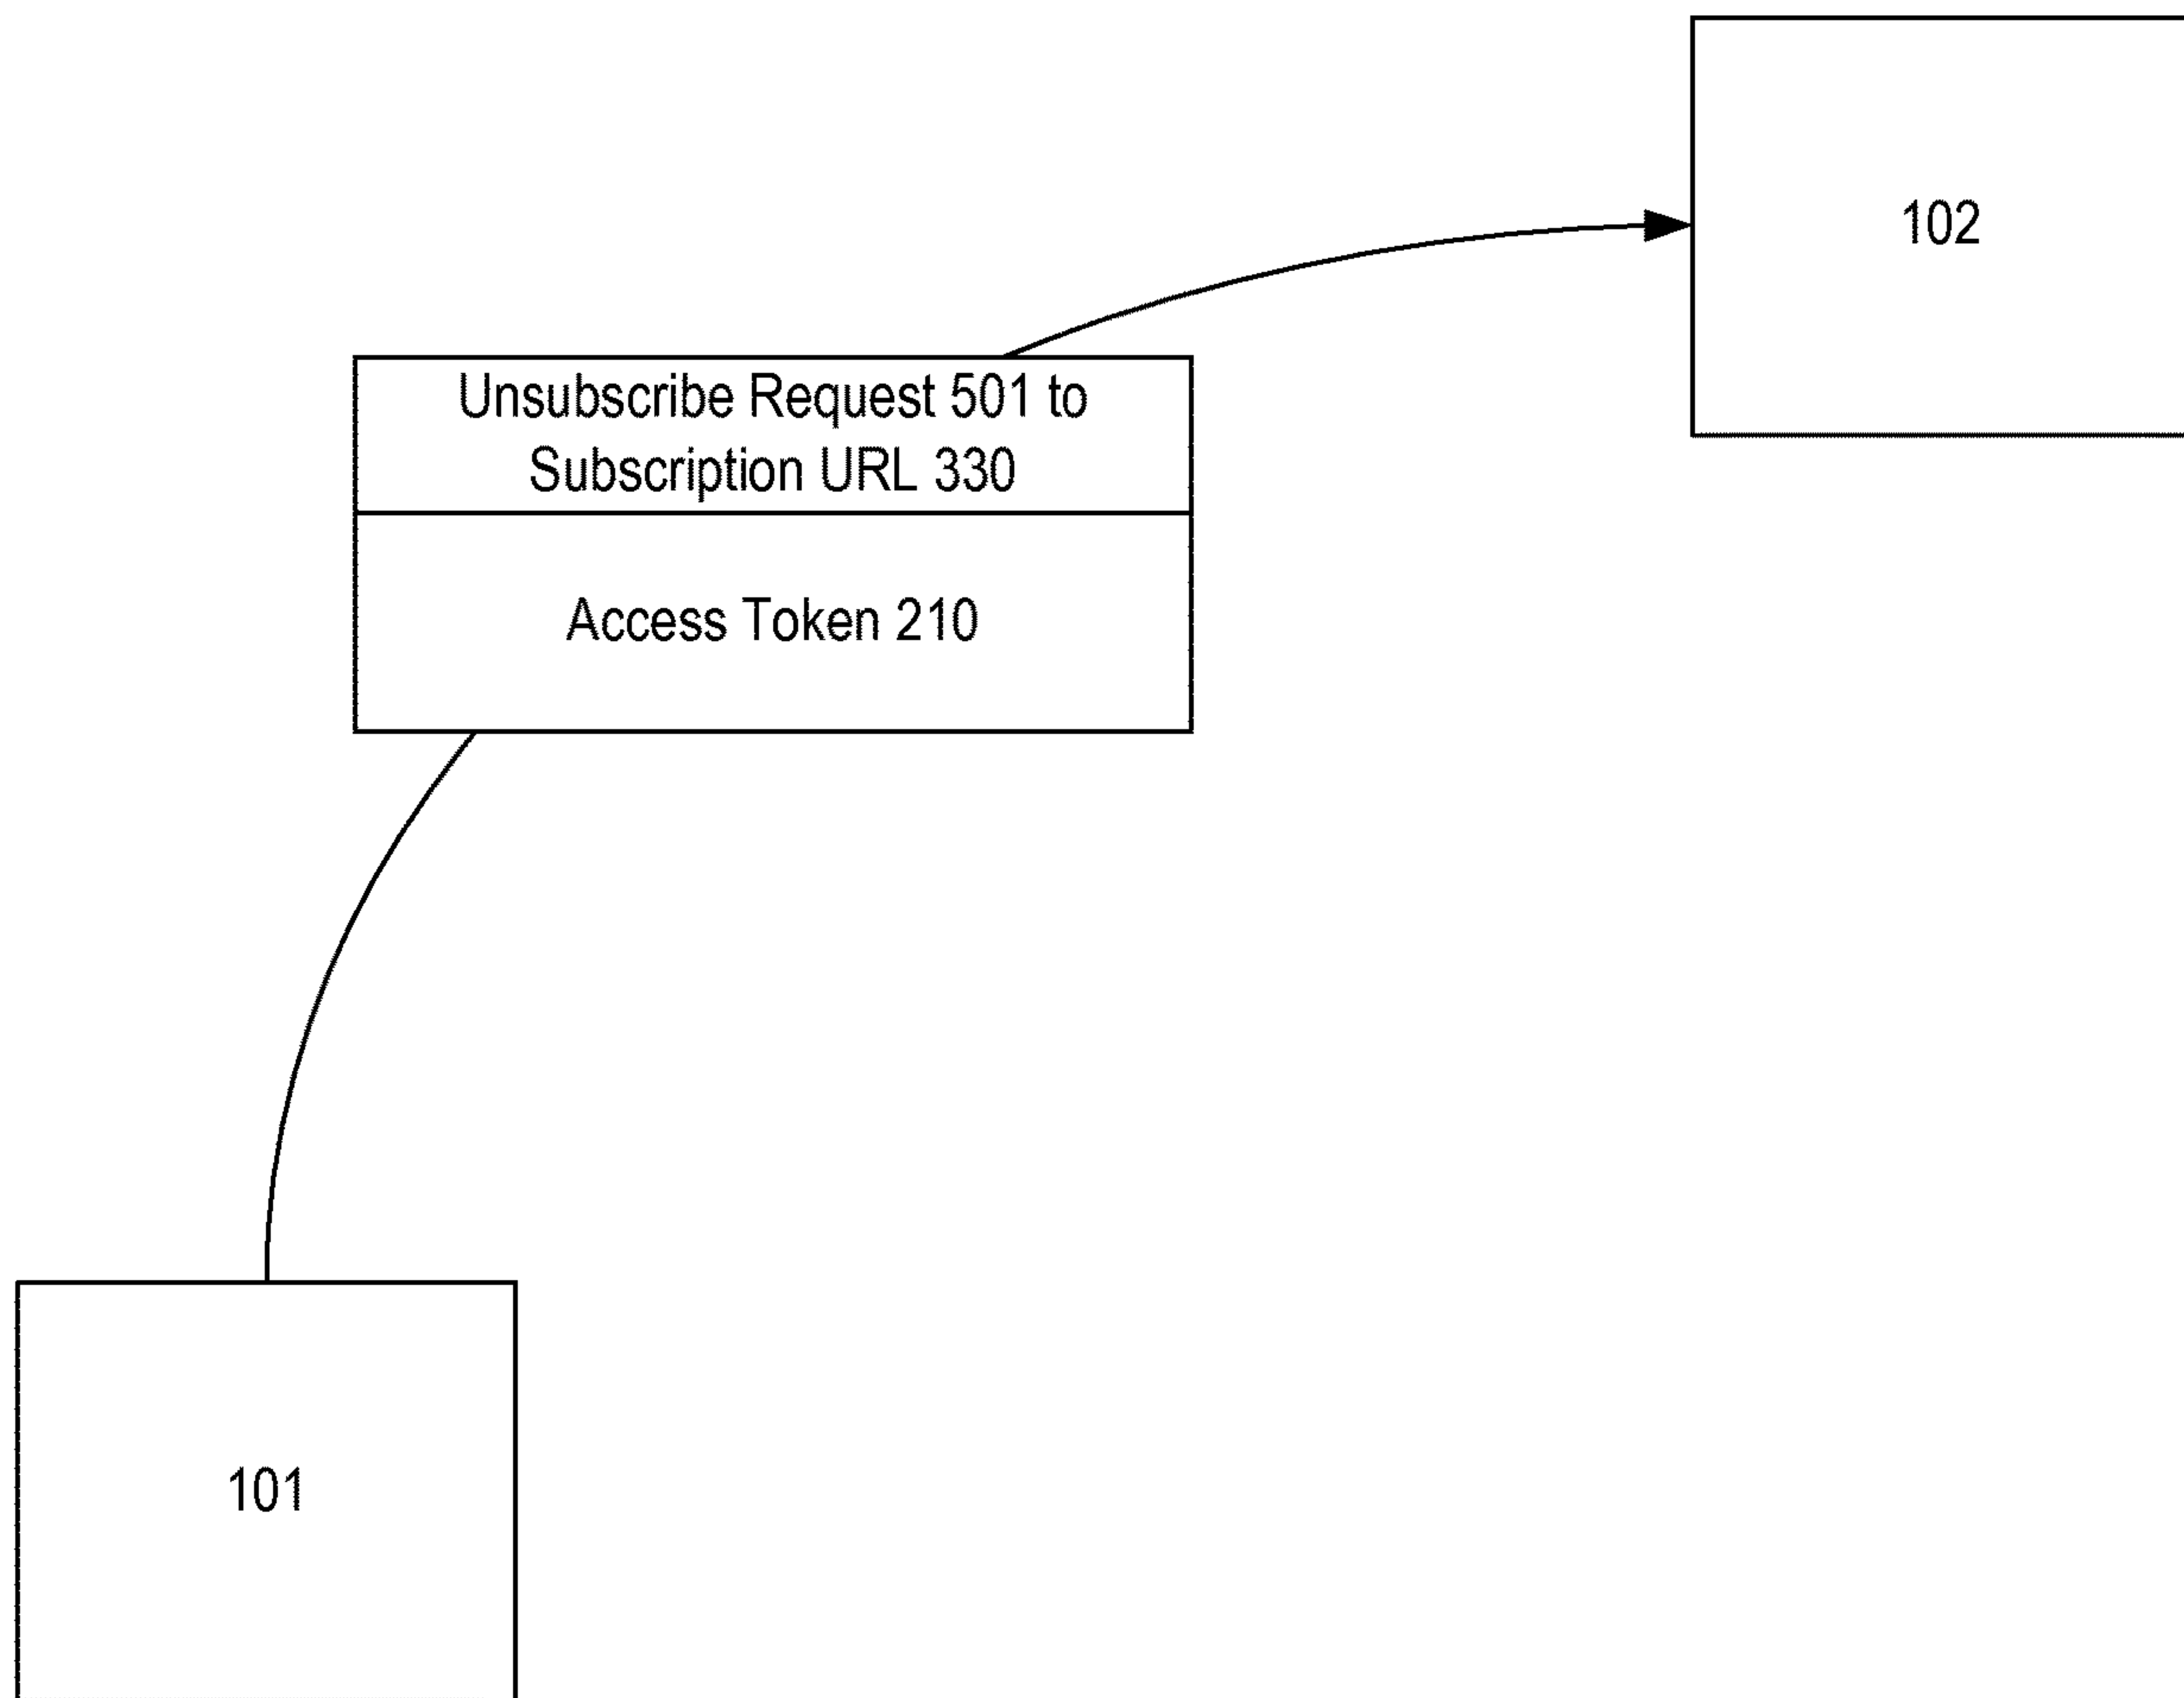 102
Unsubscribe Request 501 to
Subscription URL 330
Access Token 210
101